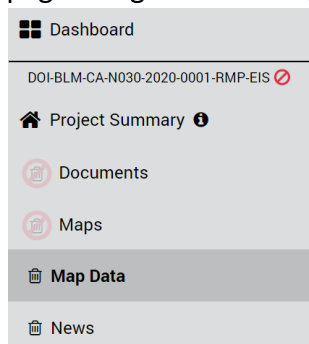 Dashboard
DOI-BLM-CA-N030-2020-0001-RMP-EIS
Project Summary
Documents
Maps
Map Data
News